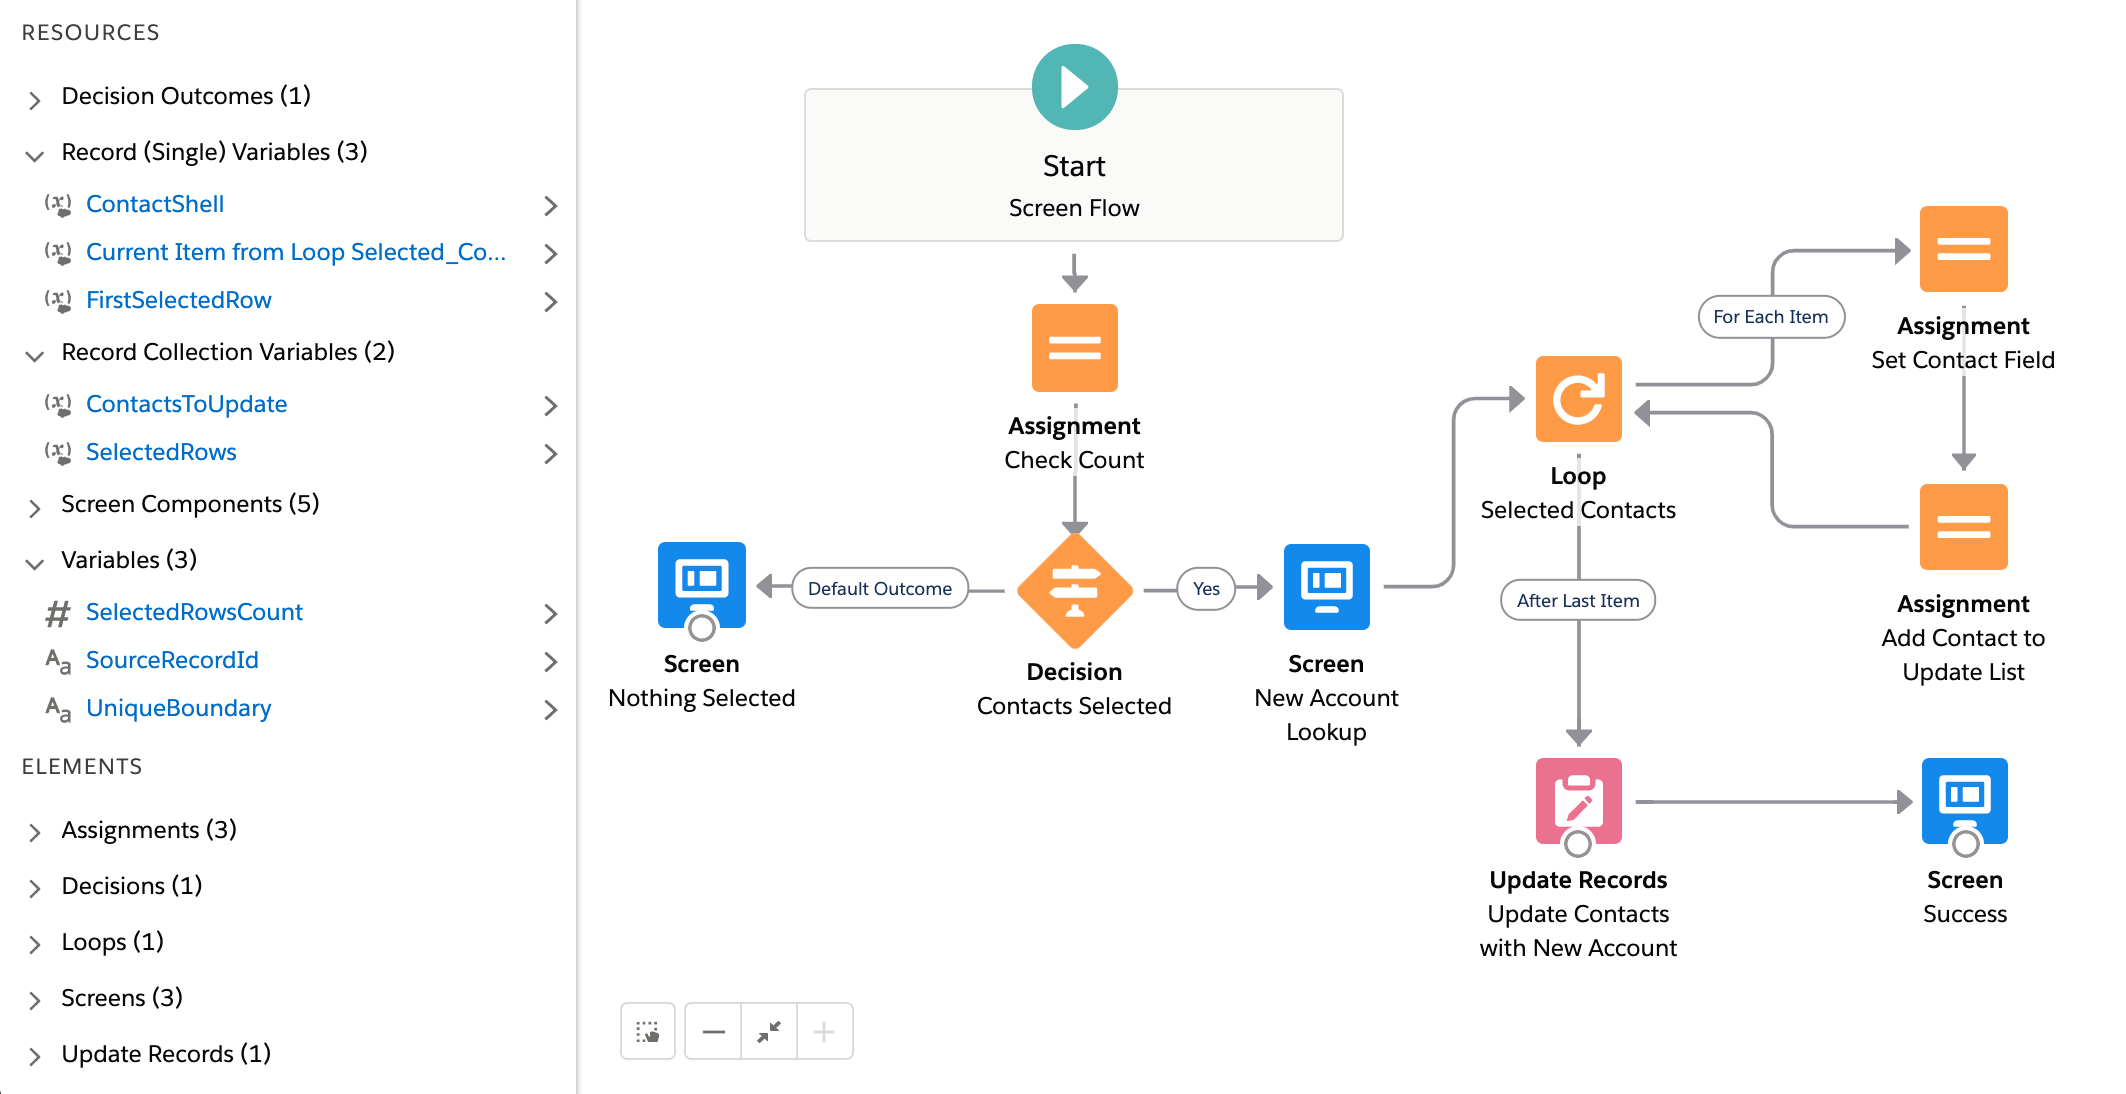 RESOURCES
Decision Outcomes (1)
Record (Single) Variables (3)
ContactShell
Current Item from Loop Selected_Co...
FirstSelectedRow
Record Collection Variables (2)
ContactsToUpdate
SelectedRows
Screen Components (5)
Variables (3)
SelectedRowsCount
SourceRecordId
UniqueBoundary
ELEMENTS
Assignments (3)
Decisions (1)
Loops (1)
Screens (3)
Update Records (1)
Start
Screen Flow
Assignment
Check Count
Decision
Contacts Selected
Default Outcome
Screen
Nothing Selected
Yes
Screen
New Account
Lookup
Loop
Selected Contacts
For Each Item
Assignment
Set Contact Field
Assignment
Add Contact to
Update List
After Last Item
Update Records
Update Contacts
with New Account
Screen
Success